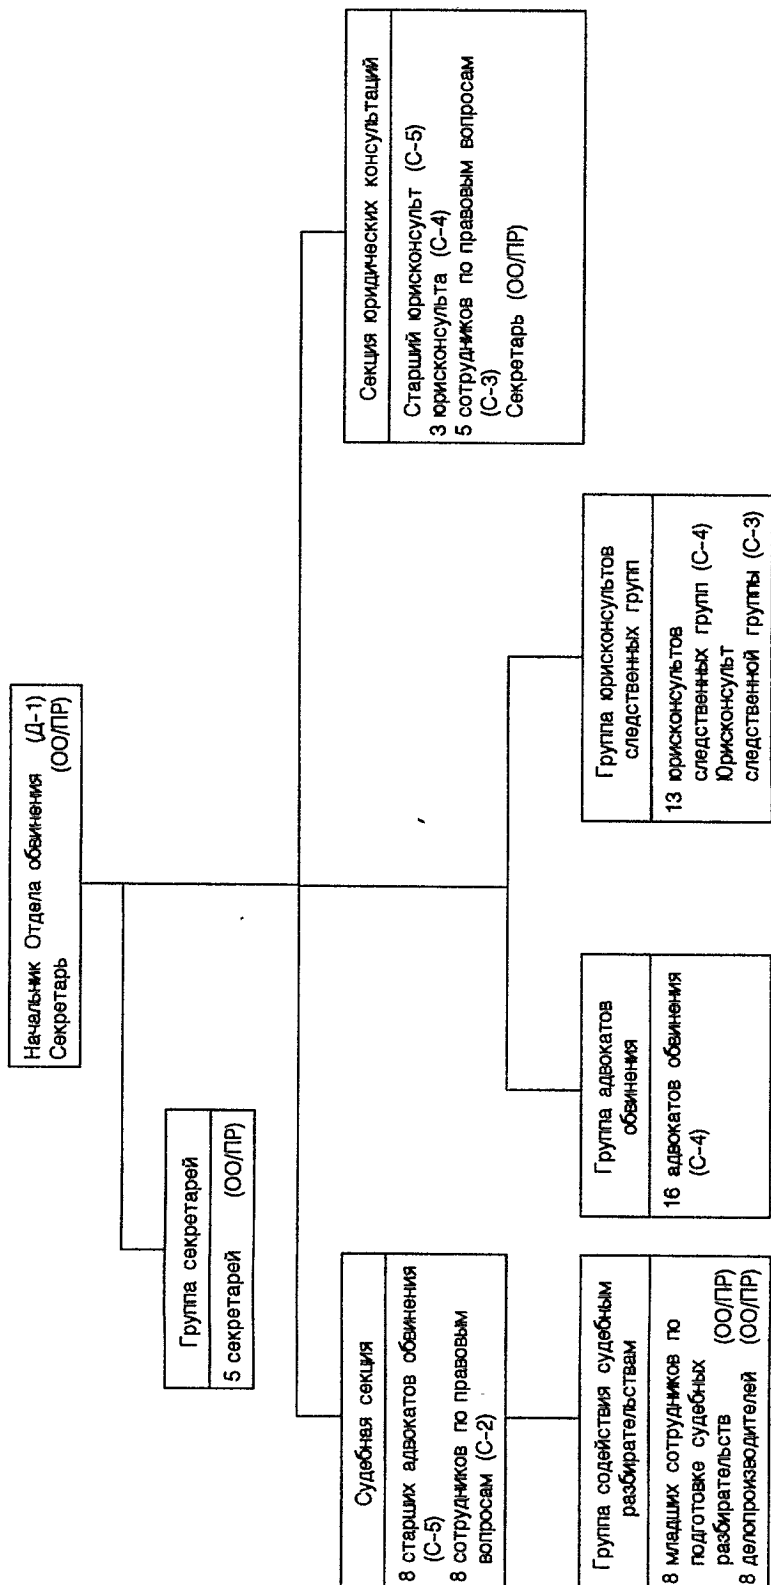 Начальник Отдела обвинения (Д-1)
Секретарь (ОО/ПР)
Группа секретарей
5 секретарей (ОО/ПР)
Судебная секция
8 старших адвокатов обвинения
(С-5)
8 сотрудников по правовым
вопросам (С-2)
Секция юридических консультаций
Старший юрисконсульт (С-5)
3 юрисконсульта (С-4)
5 сотрудников по правовым вопросам
(С-3)
Секретарь (ОО/ПР)
Группа содействия судебным
разбирательствам
8 младших сотрудников по
подготовке судебных
разбирательств (ОО/ПР)
8 делопроизводителей (ОО/ПР)
Группа адвокатов
обвинения
16 адвокатов обвинения
(С-4)
Группа юрисконсультов
следственных групп
13 юрисконсультов
следственных групп (С-4)
Юрисконсульт
следственной группы (С-3)